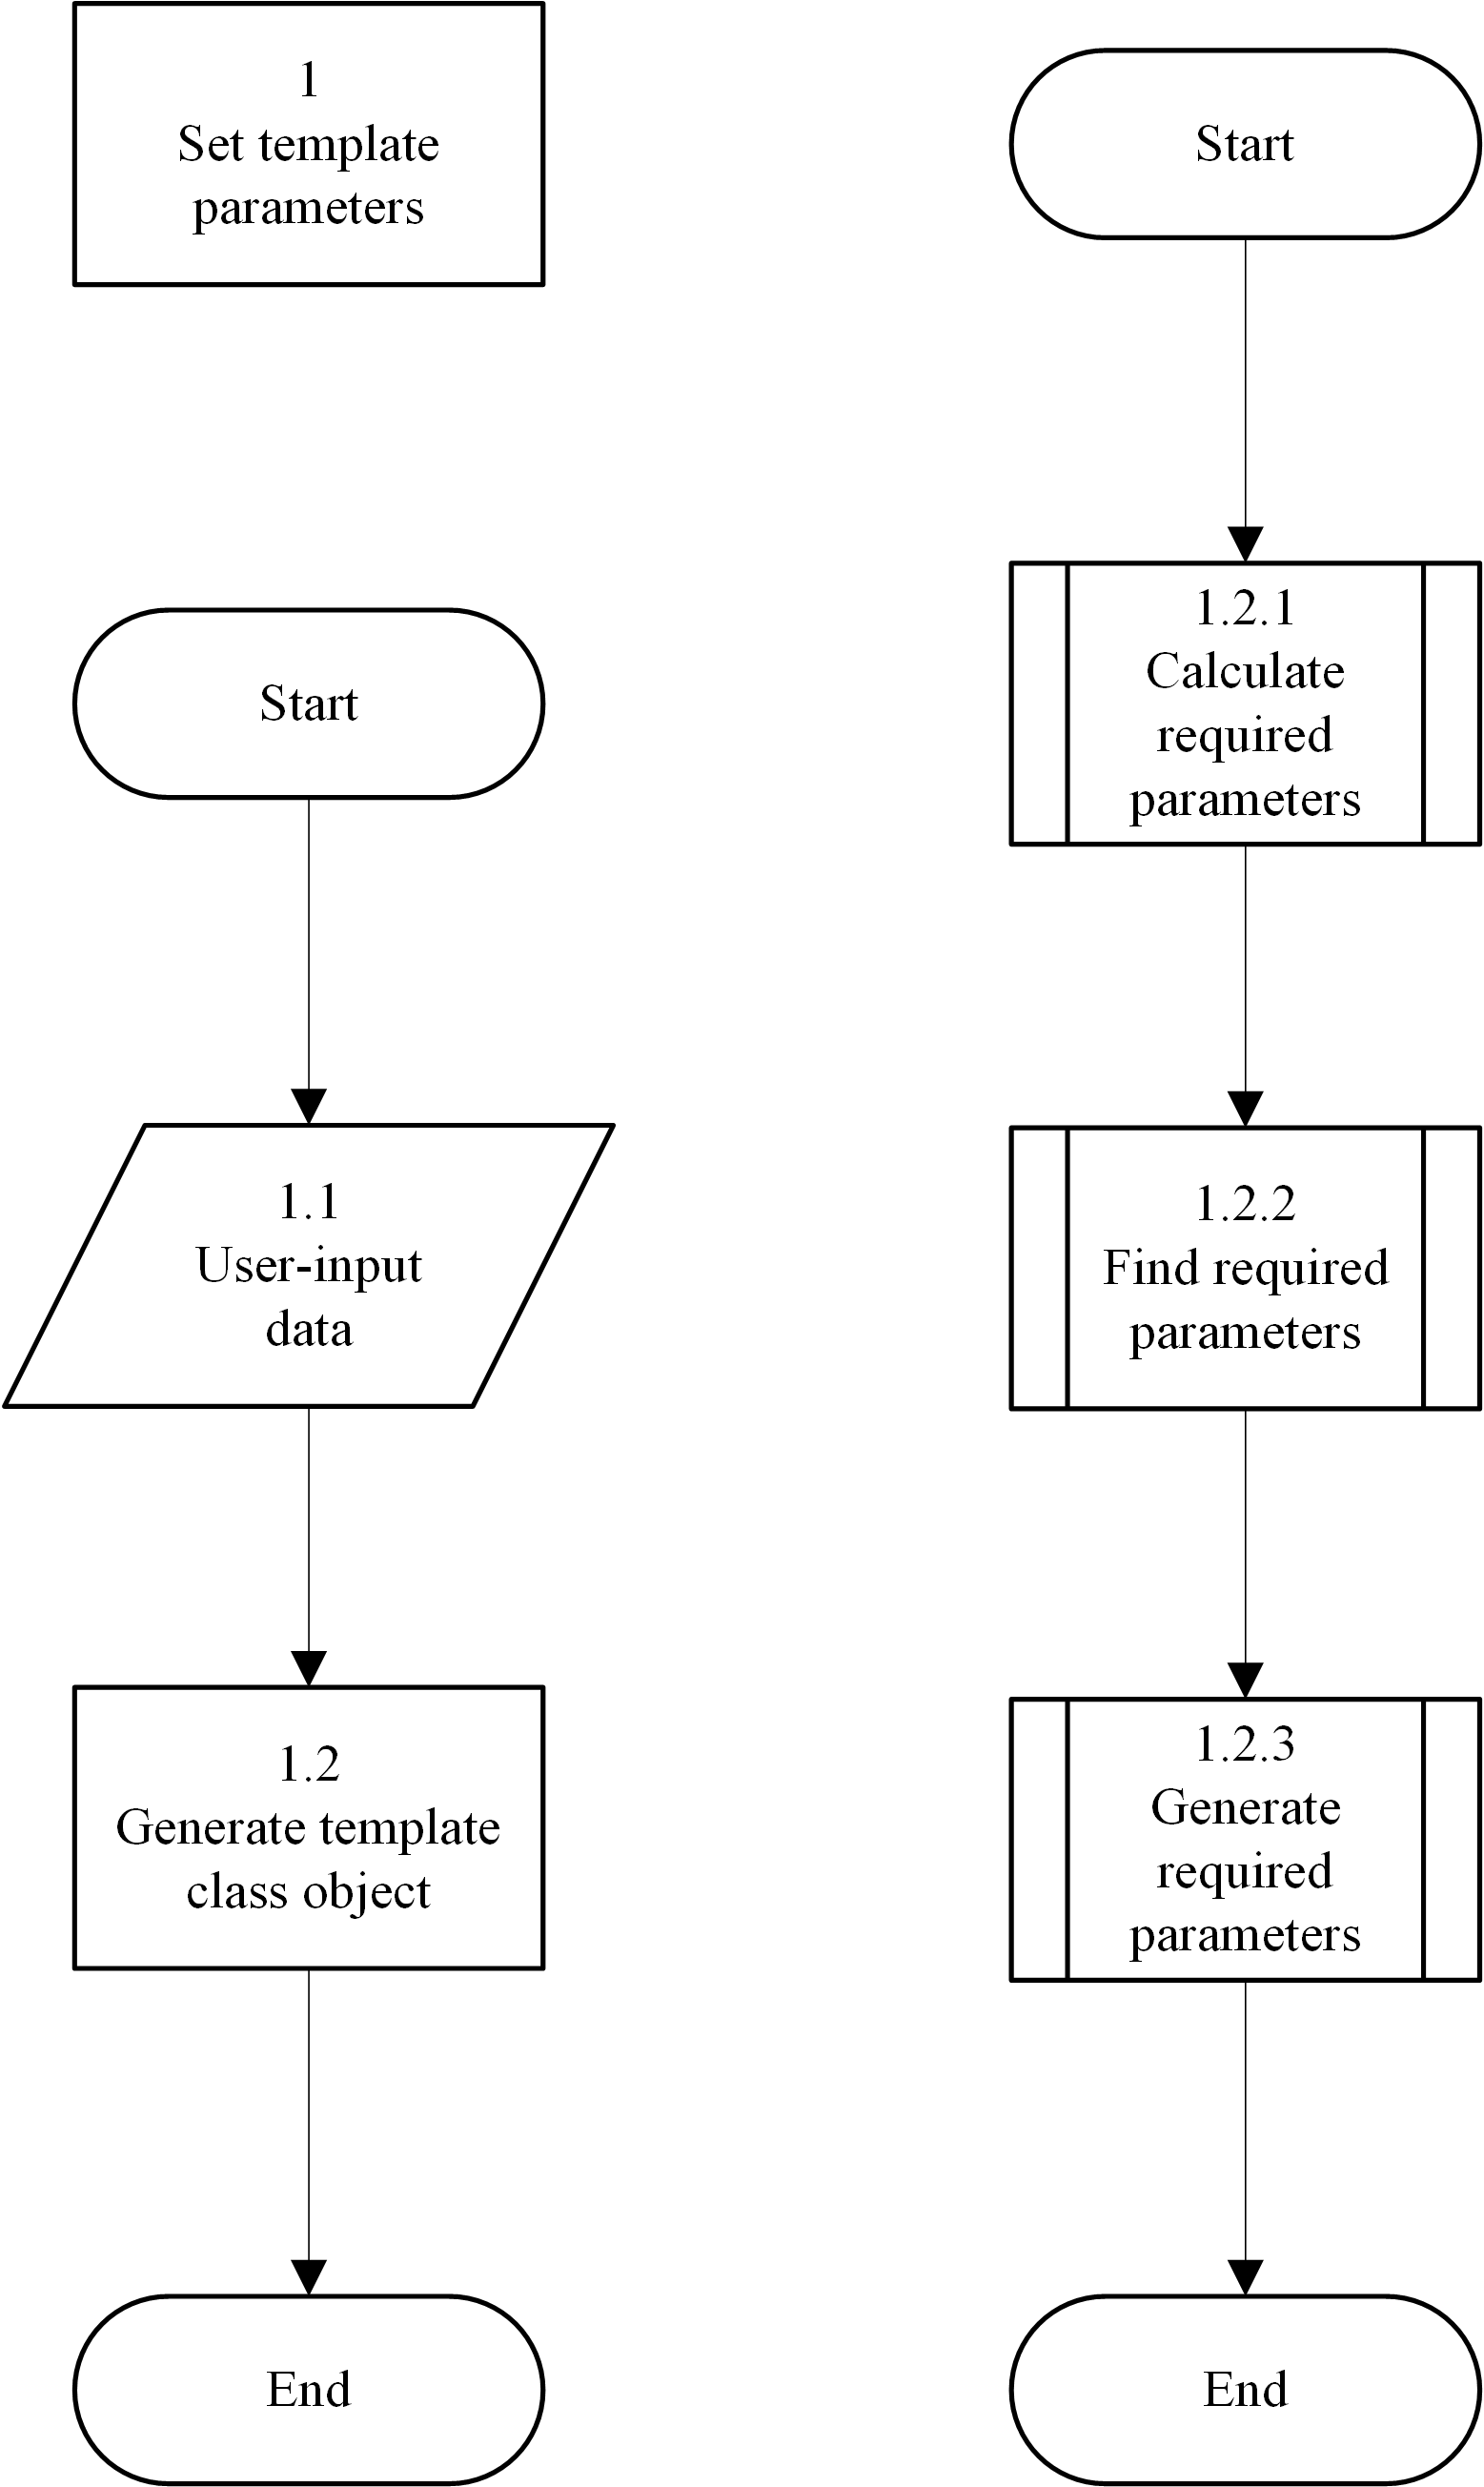 1
Set template
parameters
Start
1.1
User-input
data
1.2
Generate template
class object
End
Start
1.2.1
Calculate
required
parameters
1.2.2
Find required
parameters
1.2.3
Generate
required
parameters
End